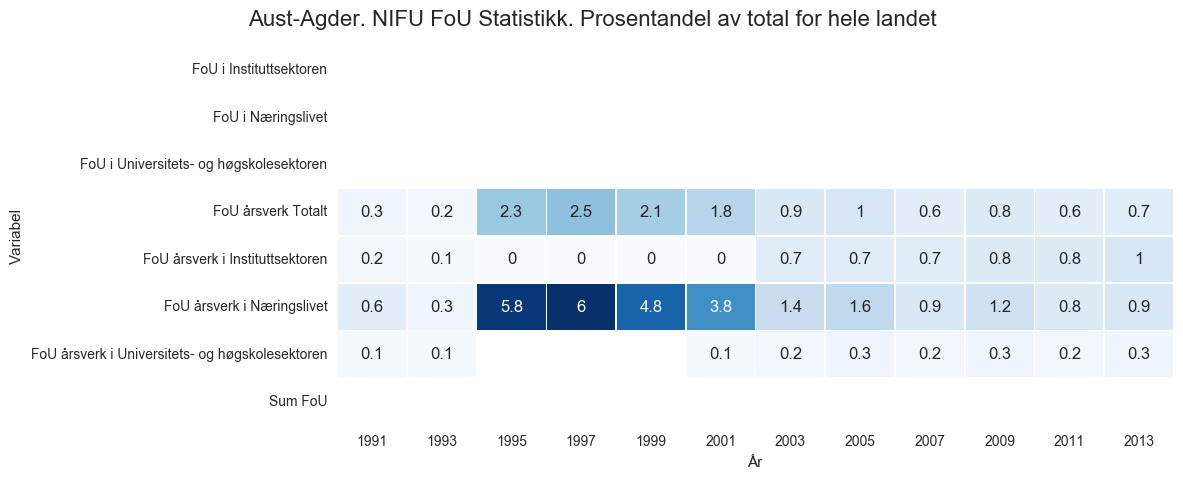 Aust-Agder. NIFU FoU Statistikk. Prosentandel av total for hele landet
Variabel
FoU i Instituttsektoren
FoU i Næringslivet
FoU i Universitets- og høgskolesektoren
FoU årsverk Totalt 0.3 0.2 2.3 2.5 2.1 1.8 0.9 1 0.6 0.8 0.6 0.7
FoU årsverk i Instituttsektoren 0.2 0.1 0 0 0 0 0.7 0.7 0.7 0.8 0.8 1
FoU årsverk i Næringslivet 0.6 0.3 5.8 6 4.8 3.8 1.4 1.6 0.9 1.2 0.8 0.9
FoU årsverk i Universitets- og høgskolesektoren 0.1 0.1 0.1 0.2 0.3 0.2 0.3 0.2 0.3
Sum FoU
1991 1993 1995 1997 1999 2001 2003 2005 2007 2009 2011 2013
År